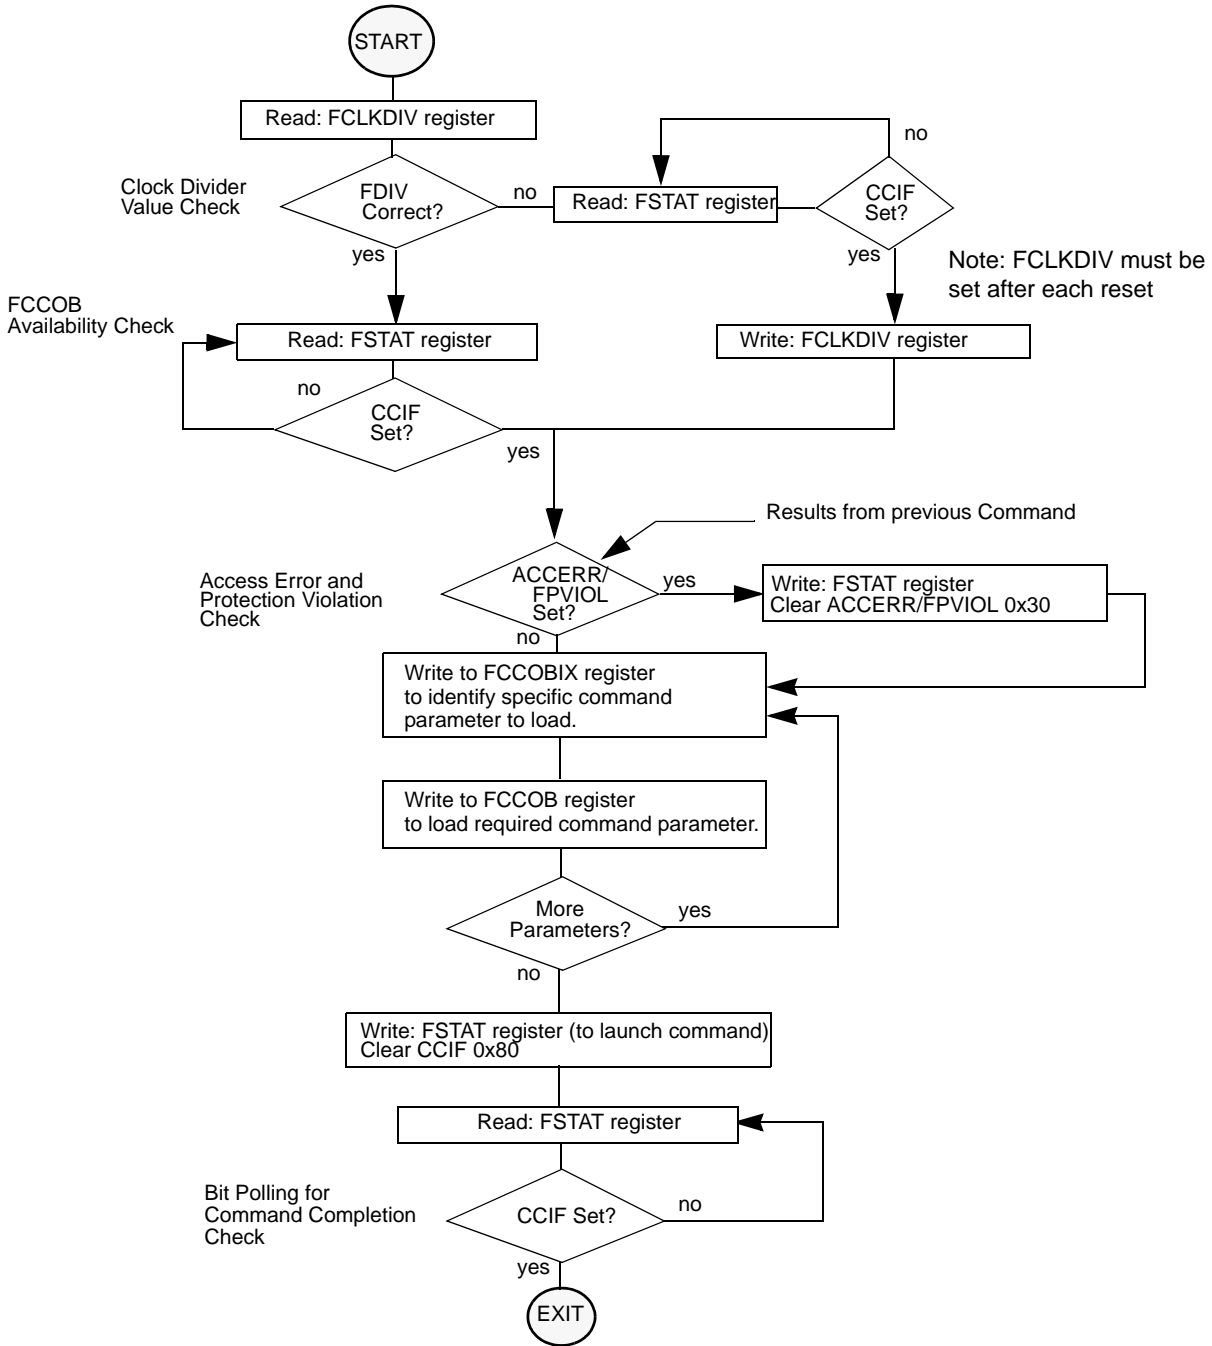 START
Read: FCLKDIV register
no
Clock Divider
Value Check
FDIV
Correct?
no
Read: FSTAT register
CCIF
Set?
yes
yes
Note: FCLKDIV must be
set after each reset
FCCOB
Availability Check
Read: FSTAT register
Write: FCLKDIV register
no
CCIF
Set?
yes
Results from previous Command
Access Error and
Protection Violation
Check
ACCERR/
FPVIOL
Set?
yes
Write: FSTAT register
Clear ACCERR/FPVIOL 0x30
no
Write to FCCOBIX register
to identify specific command
parameter to load.
Write to FCCOB register
to load required command parameter.
More
Parameters?
yes
no
Write: FSTAT register (to launch command)
Clear CCIF 0x80
Read: FSTAT register
Bit Polling for
Command Completion
Check
CCIF Set?
no
yes
EXIT